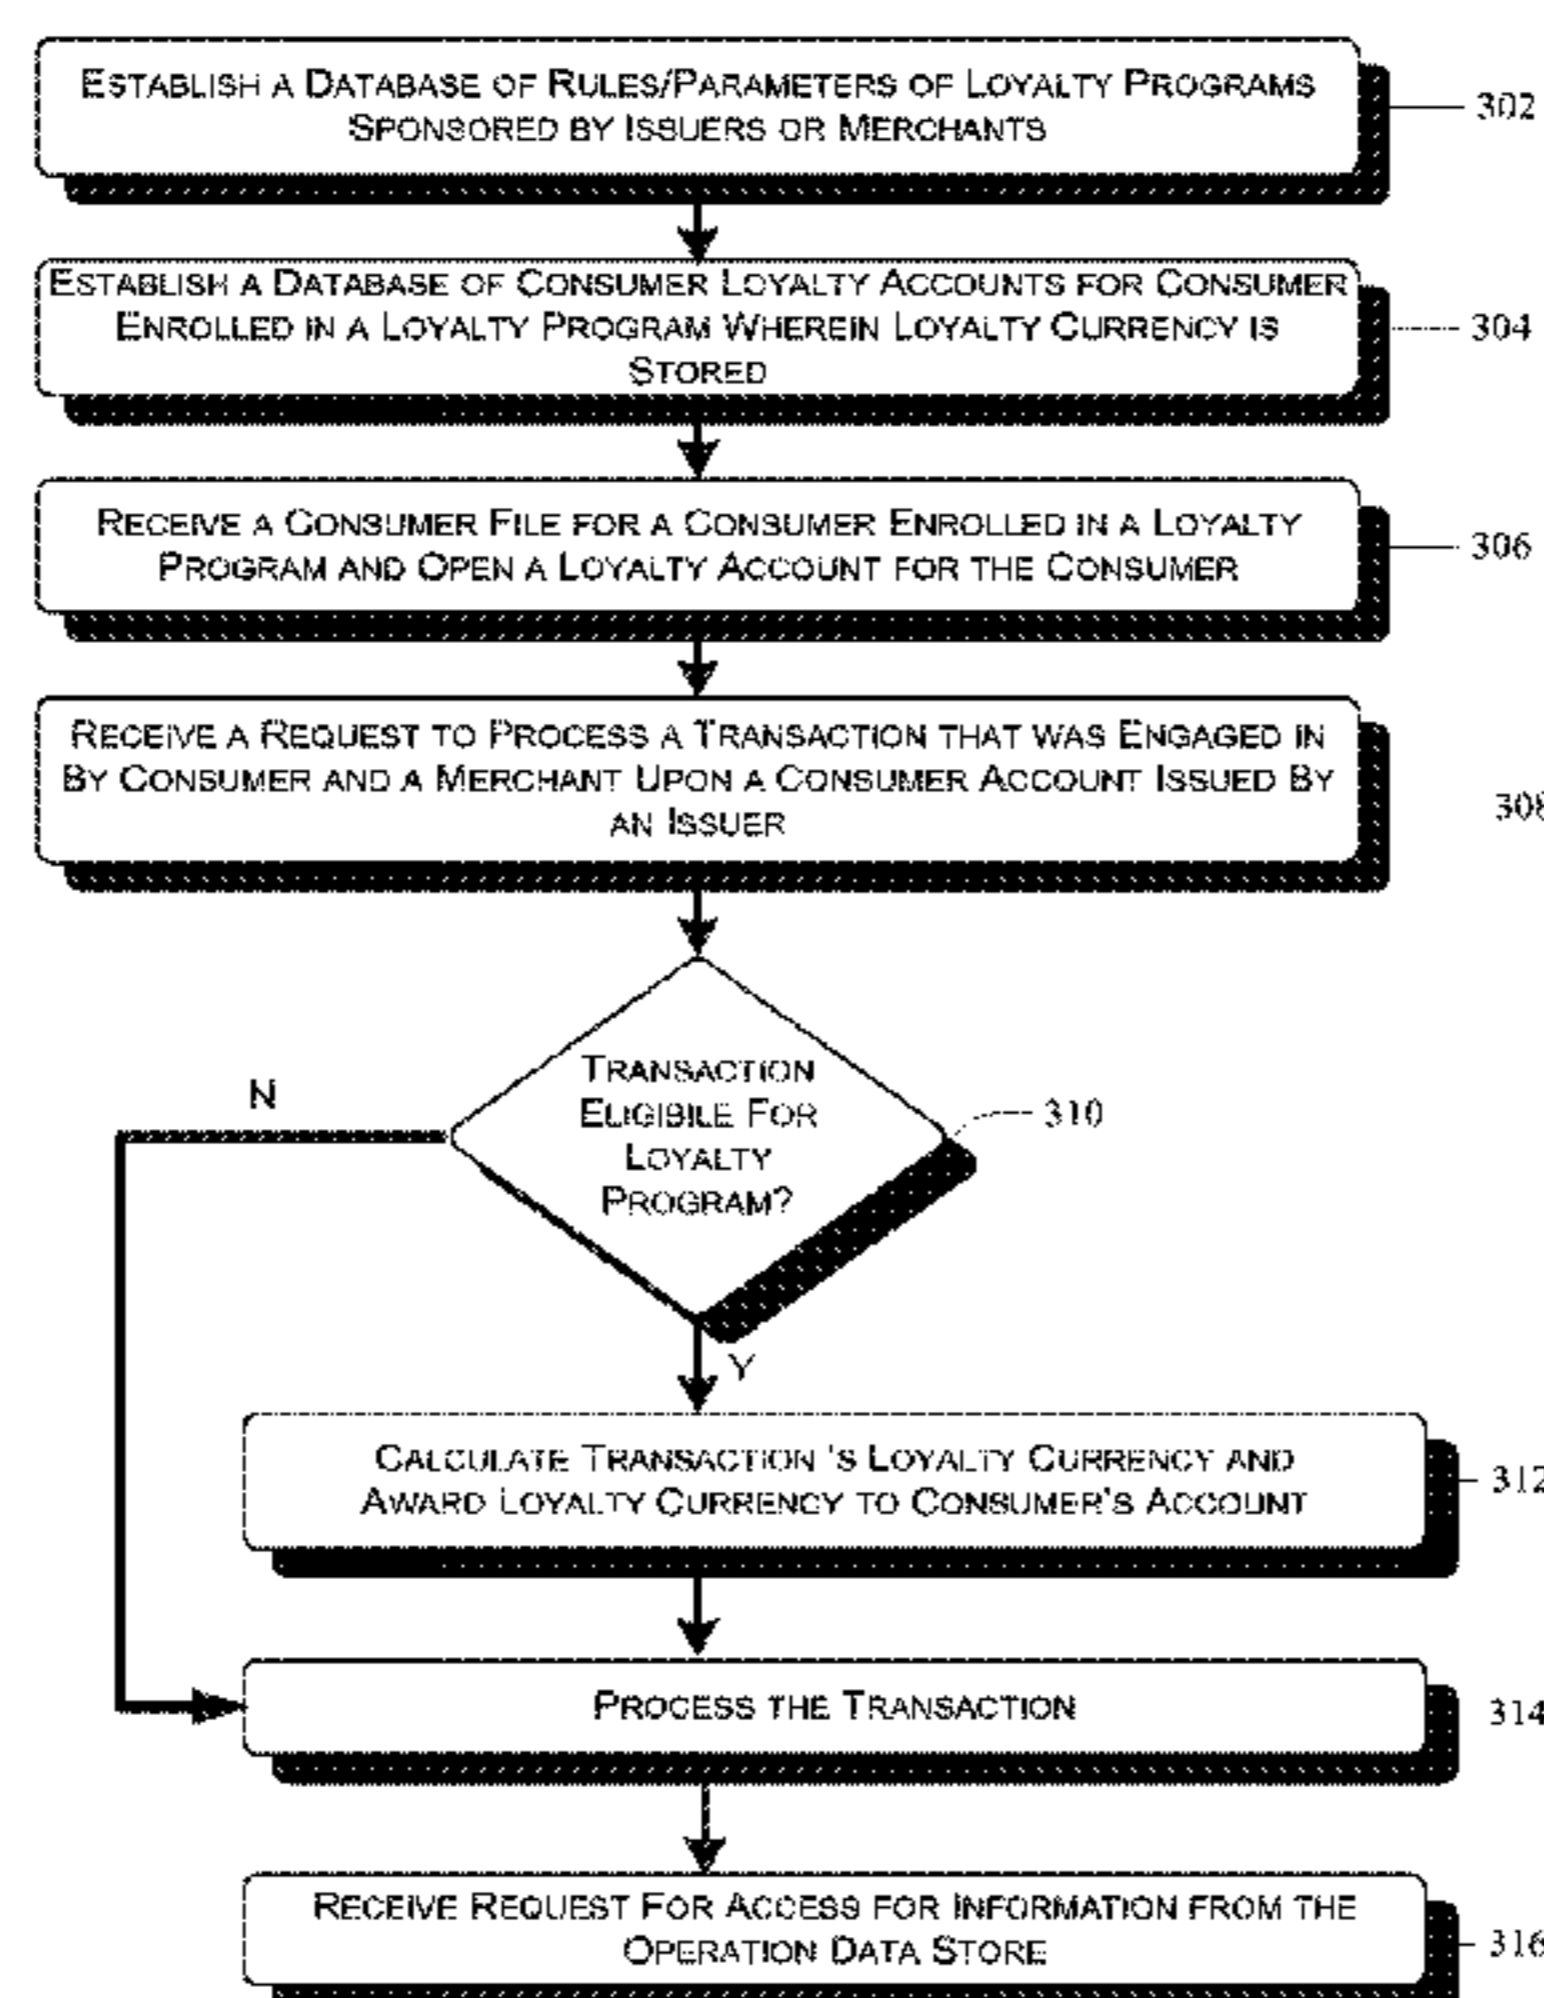 ESTABLISH A DATABASE OF RULES/PARAMETERS OF LOYALTY PROGRAMS
SPONSORED BY ISSUERS OR MERCHANTS
302
ESTABLISH A DATABASE OF CONSUMER LOYALTY ACCOUNTS FOR CONSUMER
ENROLLED IN A LOYALTY PROGRAM WHEREIN LOYALTY CURRENCY IS
STORED
304
RECEIVE A CONSUMER FILE FOR A CONSUMER ENROLLED IN A LOYALTY
PROGRAM AND OPEN A LOYALTY ACCOUNT FOR THE CONSUMER
306
RECEIVE A REQUEST TO PROCESS A TRANSACTION THAT WAS ENGAGED IN
BY CONSUMER AND A MERCHANT UPON A CONSUMER ACCOUNT ISSUED BY
AN ISSUER
308
TRANSACTION
ELIGIBILE FOR
LOYALTY
PROGRAM?
310
N
Y
CALCULATE TRANSACTION 'S LOYALTY CURRENCY AND
AWARD LOYALTY CURRENCY TO CONSUMER'S ACCOUNT
312
PROCESS THE TRANSACTION
314
RECEIVE REQUEST FOR ACCESS FOR INFORMATION FROM THE
OPERATION DATA STORE
316